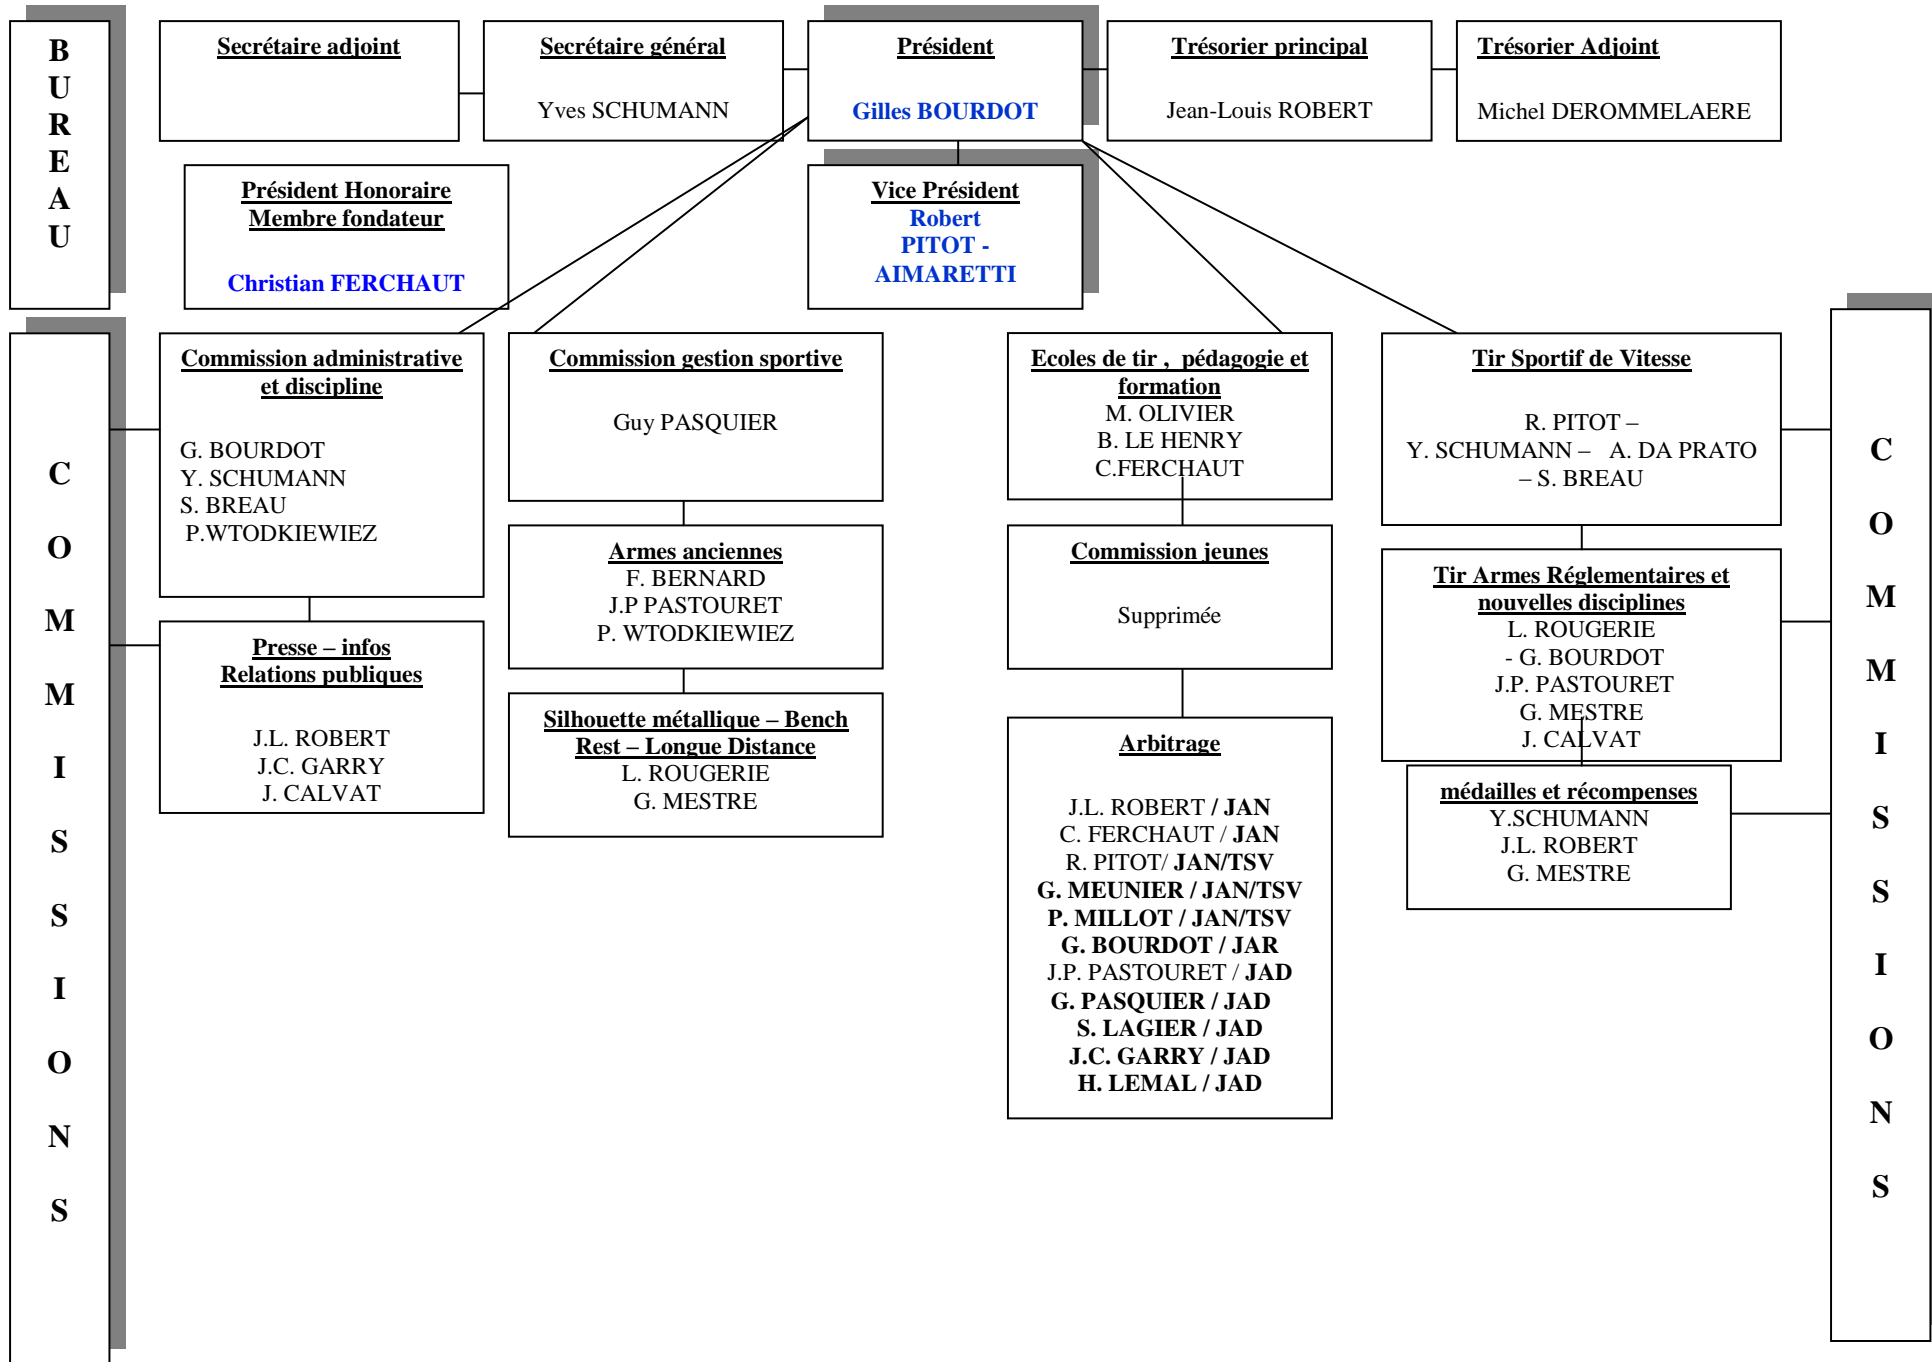 B
U
R
E
A
U
Secrétaire adjoint
Secrétaire général
Yves SCHUMANN
Président
Gilles BOURDOT
Trésorier principal
Jean-Louis ROBERT
Trésorier Adjoint
Michel DEROMMELAERE
Président Honoraire
Membre fondateur
Christian FERCHAUT
Vice Président
Robert
PITOT -
AIMARETTI
C
O
M
M
I
S
S
I
O
N
S
Commission administrative
et discipline
G. BOURDOT
Y. SCHUMANN
S. BREAU
P.WTODKIEWIEZ
Presse – infos
Relations publiques
J.L. ROBERT
J.C. GARRY
J. CALVAT
Commission gestion sportive
Guy PASQUIER
Armes anciennes
F. BERNARD
J.P PASTOURET
P. WTODKIEWIEZ
Silhouette métallique – Bench
Rest – Longue Distance
L. ROUGERIE
G. MESTRE
Ecoles de tir , pédagogie et
formation
M. OLIVIER
B. LE HENRY
C.FERCHAUT
Commission jeunes
Supprimée
Arbitrage
J.L. ROBERT / JAN
C. FERCHAUT / JAN
R. PITOT/ JAN/TSV
G. MEUNIER / JAN/TSV
P. MILLOT / JAN/TSV
G. BOURDOT / JAR
J.P. PASTOURET / JAD
G. PASQUIER / JAD
S. LAGIER / JAD
J.C. GARRY / JAD
H. LEMAL / JAD
Tir Sportif de Vitesse
R. PITOT –
Y. SCHUMANN – A. DA PRATO
– S. BREAU
Tir Armes Réglementaires et
nouvelles disciplines
L. ROUGERIE
- G. BOURDOT
J.P. PASTOURET
G. MESTRE
J. CALVAT
médailles et récompenses
Y.SCHUMANN
J.L. ROBERT
G. MESTRE
C
O
M
M
I
S
S
I
O
N
S